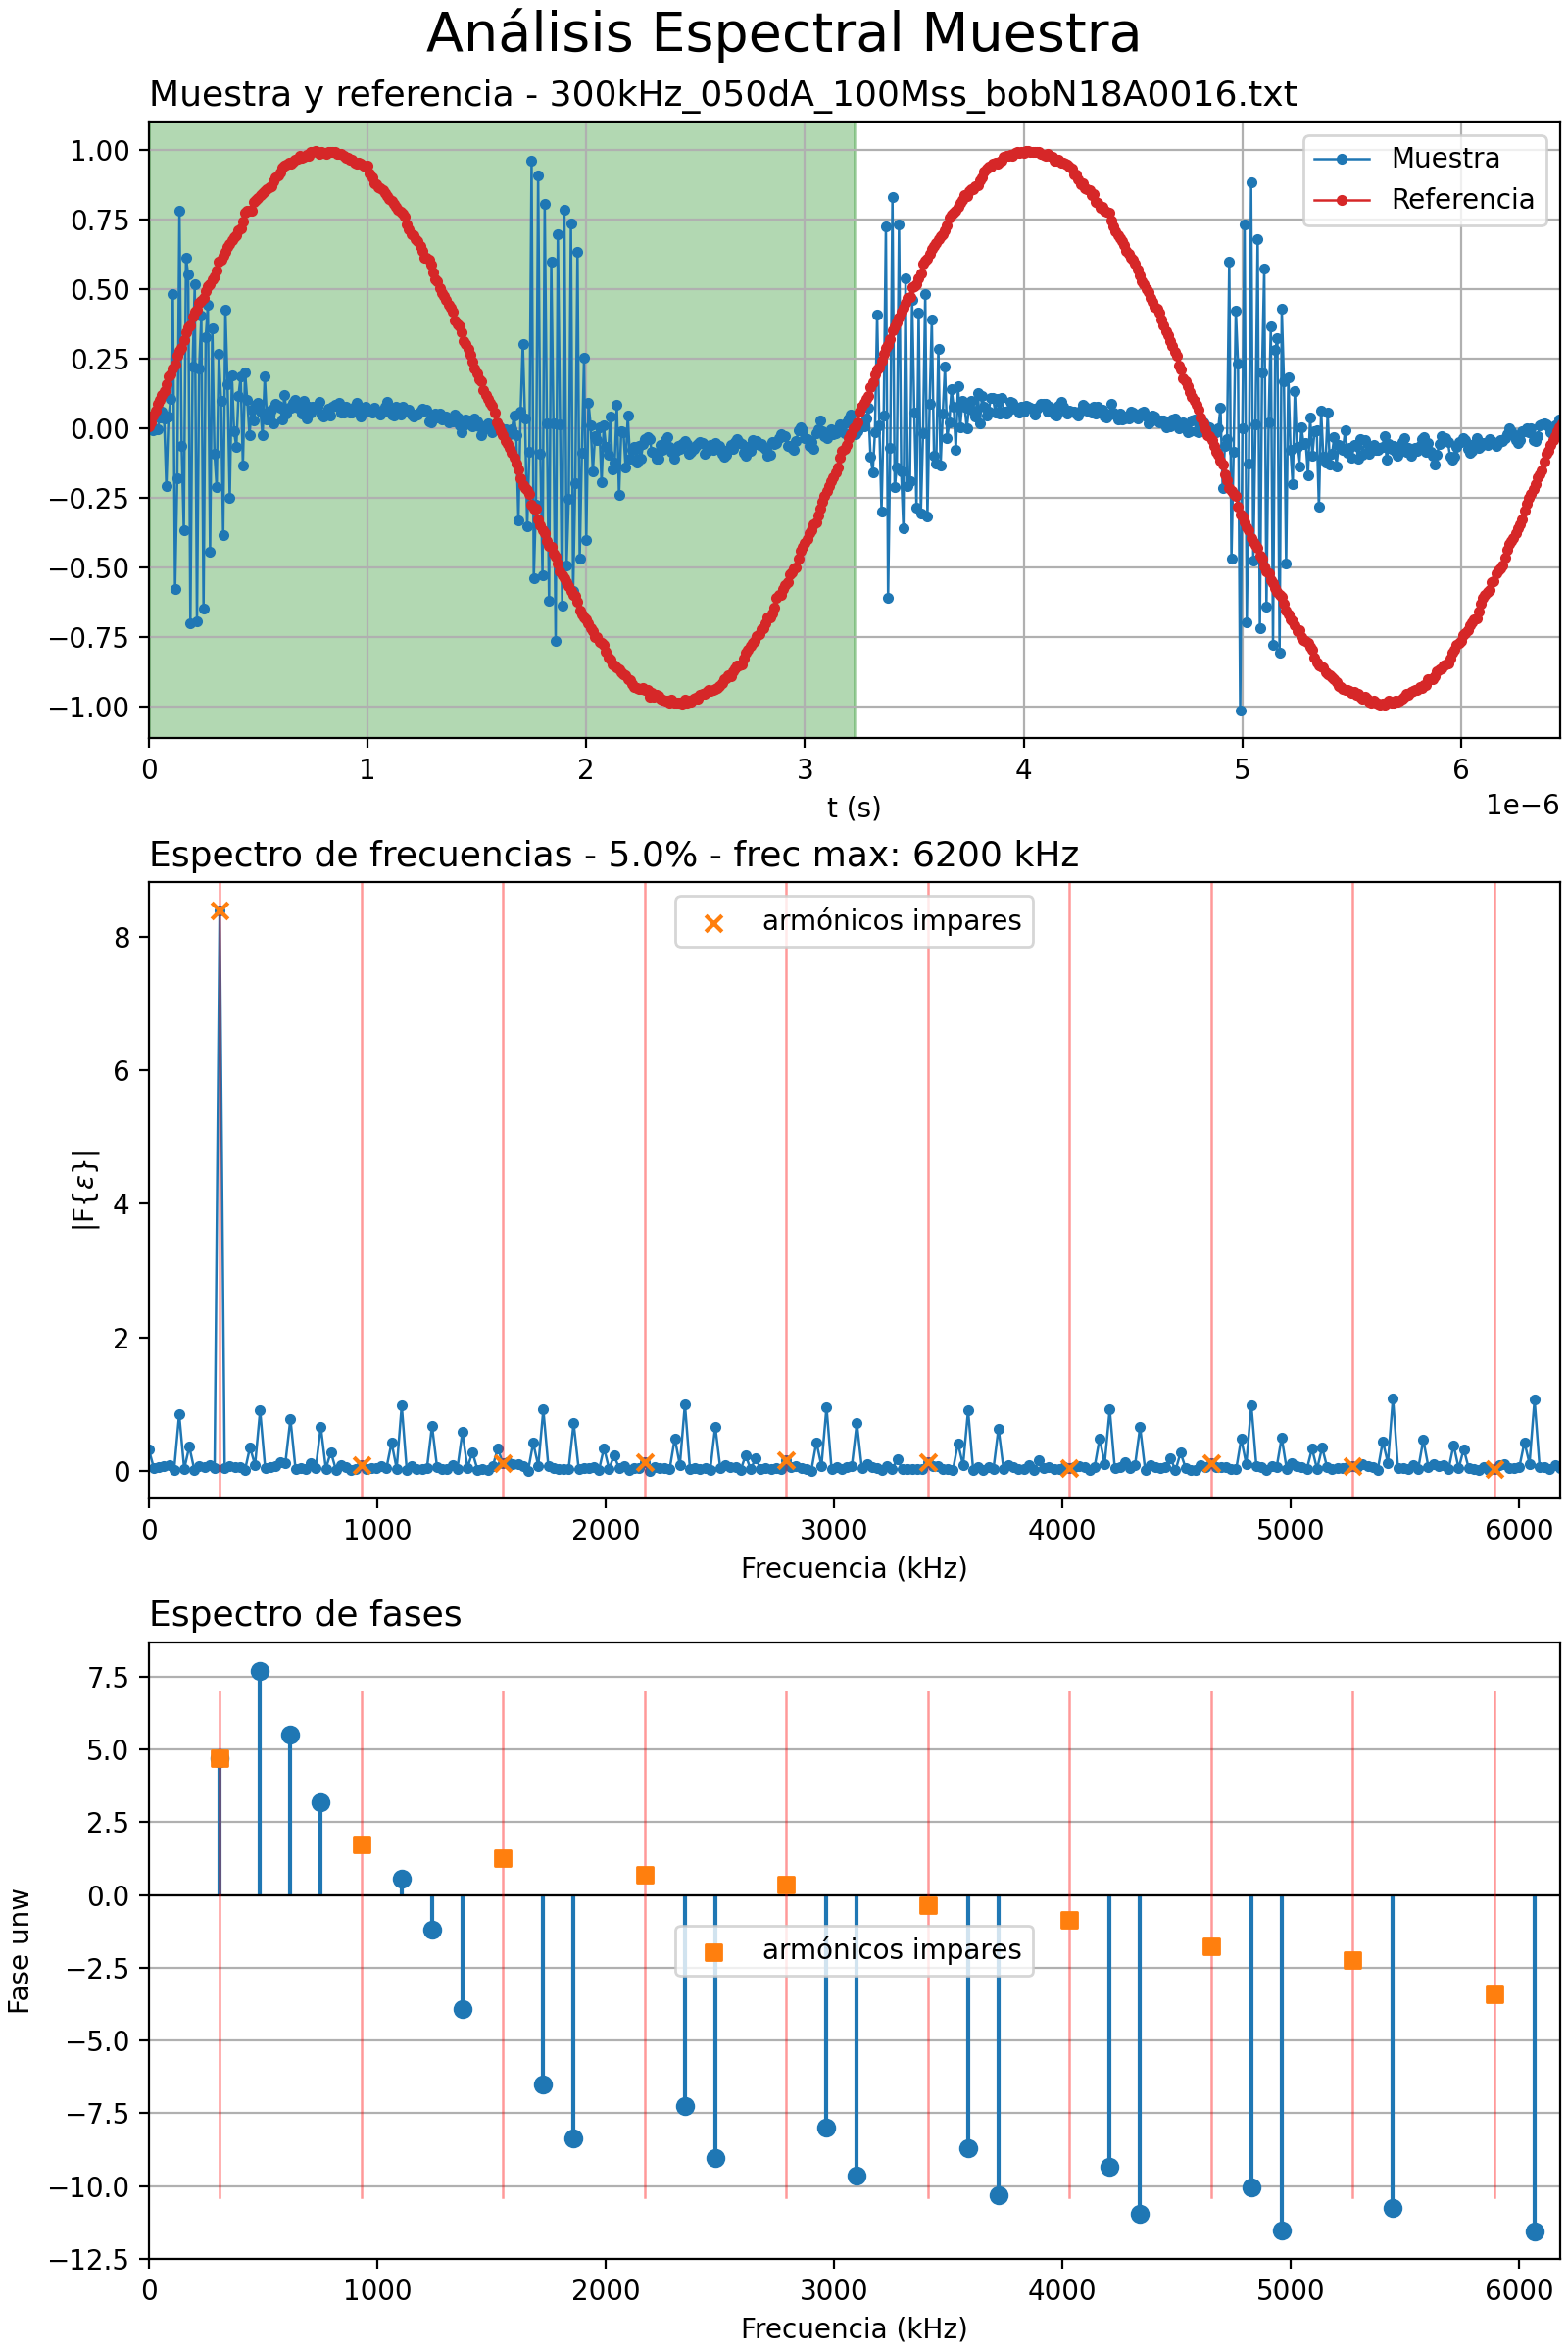 Análisis Espectral Muestra
Muestra y referencia - 300kHz_050dA_100Mss_bobN18A0016.txt
1.00
0.75
0.50
0.25
0.00
−0.25
−0.50
−0.75
−1.00
Muestra
Referencia
0 1 2 3 4 5 6
t (s)
1e−6
Espectro de frecuencias - 5.0% - frec max: 6200 kHz
armónicos impares
8
6
4
2
0
|F{ε}|
0 1000 2000 3000 4000 5000 6000
Frecuencia (kHz)
Espectro de fases
7.5
5.0
2.5
0.0
−2.5
−5.0
−7.5
−10.0
−12.5
Fase unw
armónicos impares
0 1000 2000 3000 4000 5000 6000
Frecuencia (kHz)